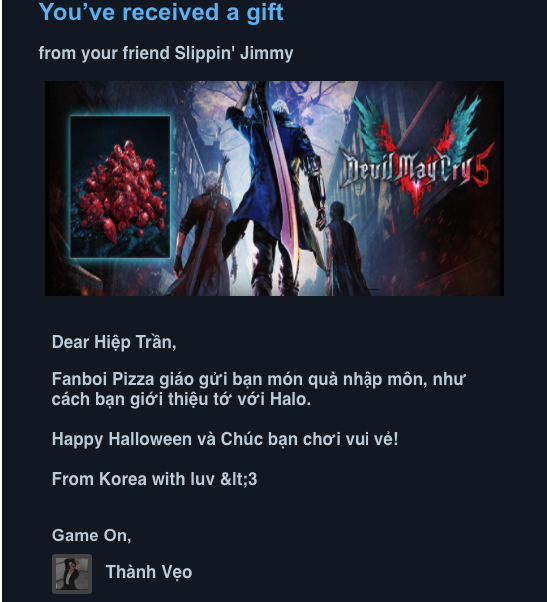 You've received a gift
from your friend Slippin' Jimmy
Devil May Cry 5
Dear Hiệp Trần,
Fanboi Pizza giáo gửi bạn món quà nhập môn, như
cách bạn giới thiệu tớ với Halo.
Happy Halloween và Chúc bạn chơi vui vẻ!
From Korea with luv &lt;3
Game On,
Thành Vẹo